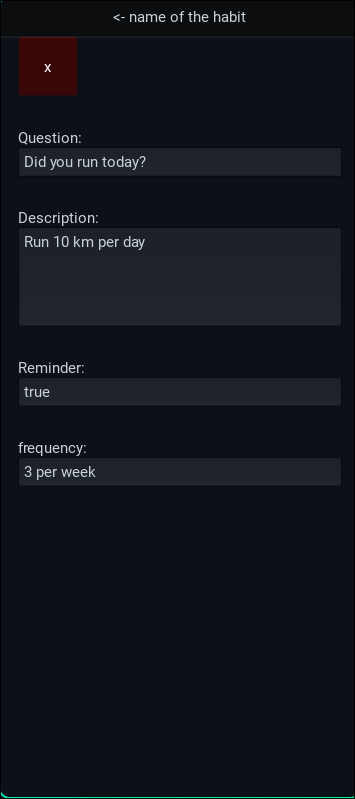 <- name of the habit
x
Question:
Did you run today?
Description:
Run 10 km per day
Reminder:
true
frequency:
3 per week